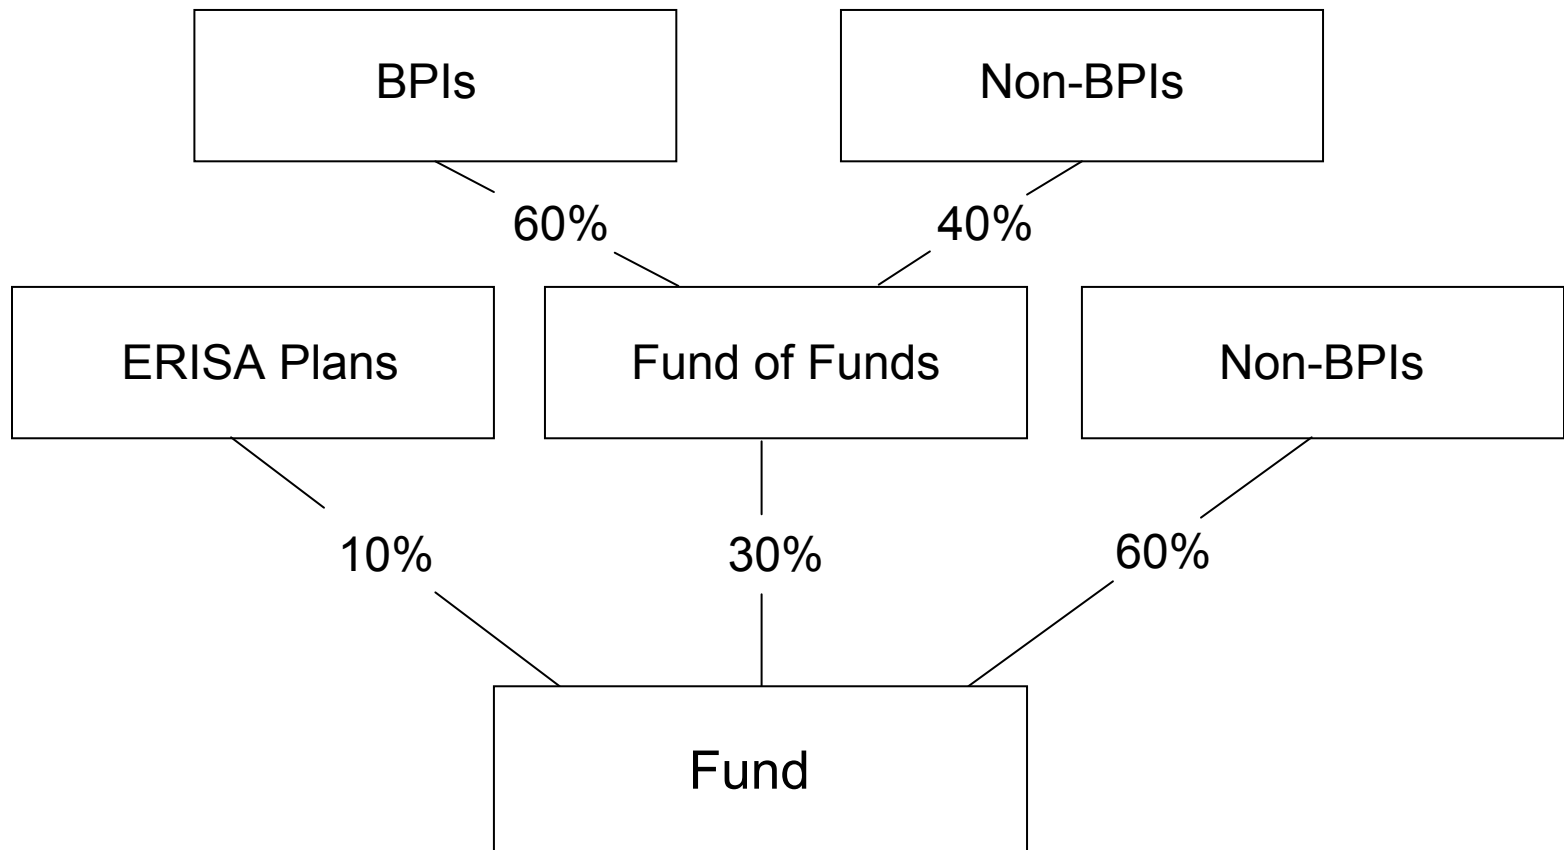 BPIs
Non-BPIs
60%
40%
ERISA Plans
Fund of Funds
Non-BPIs
10%
30%
60%
Fund